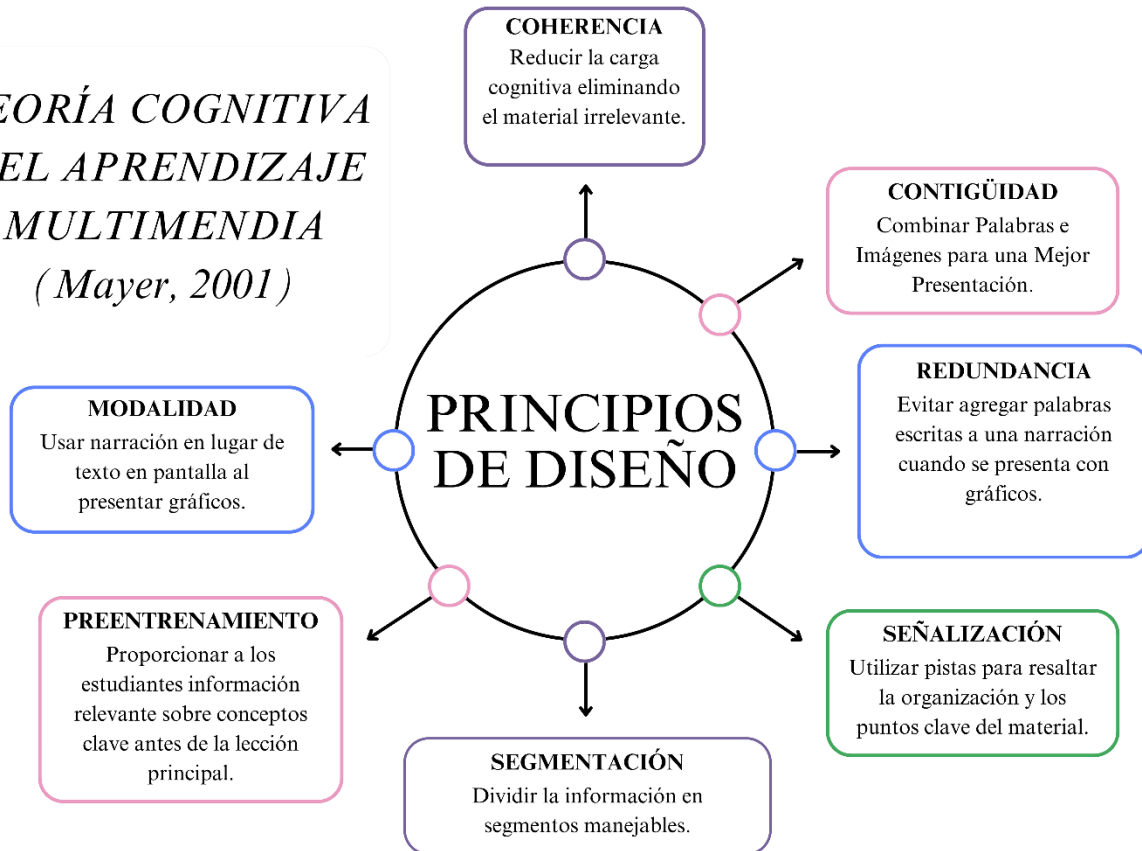 EORÍA COGNITIVA
EL APRENDIZAJE
MULTIMENDIA
(Mayer, 2001)
COHERENCIA
Reducir la carga
cognitiva eliminando
el material irrelevante.
CONTIGÜIDAD
Combinar Palabras e
Imágenes para una Mejor
Presentación.
REDUNDANCIA
Evitar agregar palabras
escritas a una narración
cuando se presenta con
gráficos.
SEÑALIZACIÓN
Utilizar pistas para resaltar
la organización y los
puntos clave del material.
SEGMENTACIÓN
Dividir la información en
segmentos manejables.
PREENTRENAMIENTO
Proporcionar a los
estudiantes información
relevante sobre conceptos
clave antes de la lección
principal.
MODALIDAD
Usar narración en lugar de
texto en pantalla al
presentar gráficos.
PRINCIPIOS
DE DISEÑO